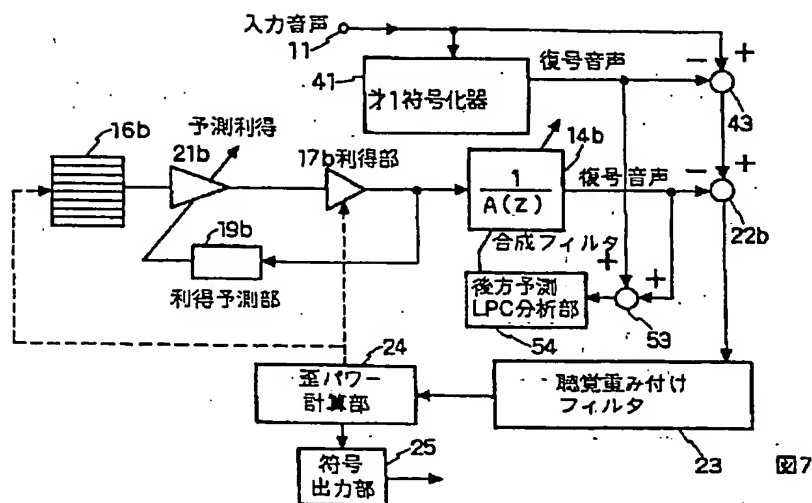 入力音声
11
復号音声
+
-
41
才1符号化器
43
16b
予測利得
21b
17b利得部
14b
1
A(Z)
復号音声
-
+
22b
合成フィルタ
19b
利得予測部
後方予測
LPC分析部
+
+
53
54
24
歪パワー
計算部
聴覚重み付け
フィルタ
23
25
符号
出力部
図7